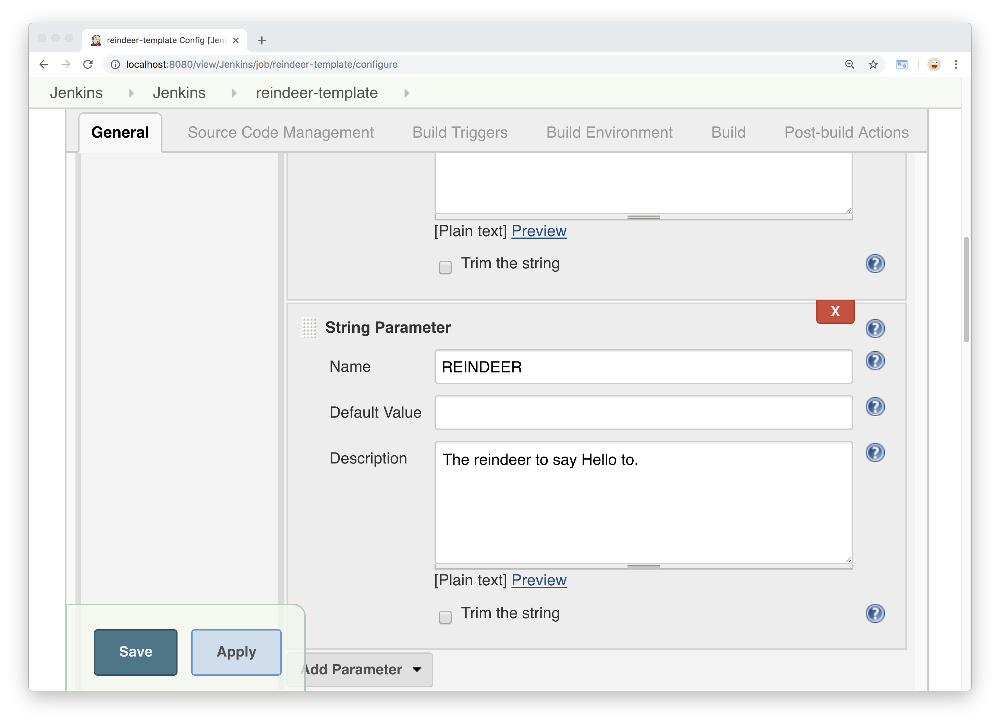 reindeer-template Config [Jen
localhost:8080/view/Jenkins/job/reindeer-template/configure
Jenkins Jenkins reindeer-template
General Source Code Management Build Triggers Build Environment Build Post-build Actions
[Plain text] Preview
Trim the string
X
String Parameter
Name REINDEER
Default Value
Description The reindeer to say Hello to.
[Plain text] Preview
Trim the string
Save Apply
Add Parameter